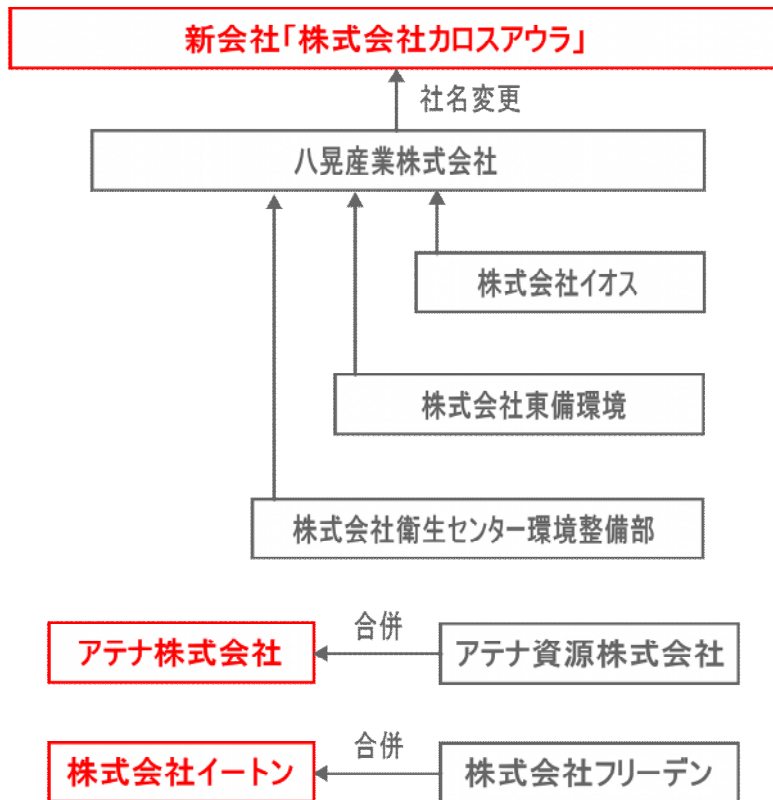 新会社「株式会社カロスアウラ」
社名変更
八晃産業株式会社
株式会社イオス
株式会社東備環境
株式会社衛生センター環境整備部
合併
アテナ株式会社
アテナ資源株式会社
合併
株式会社イートン
株式会社フリーデン